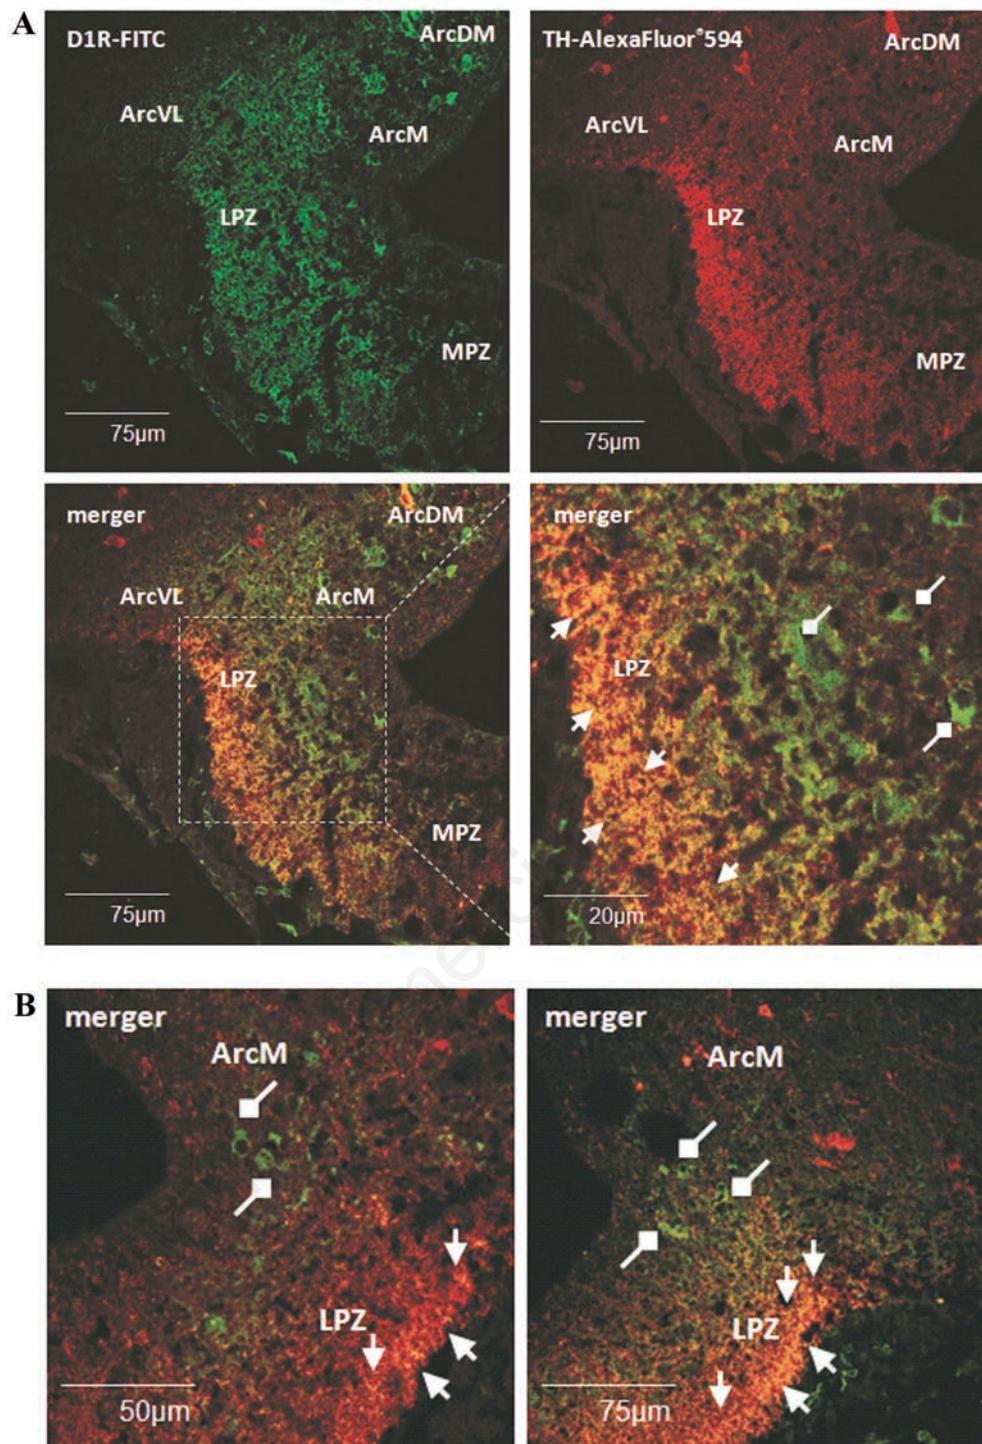 A
D1R-FITC
ArcDM
ArcVL
ArcM
LPZ
MPZ
75µm
TH-AlexaFluor®594
ArcDM
ArcVL
ArcM
LPZ
MPZ
75µm
merger
ArcDM
ArcVL
ArcM
LPZ
MPZ
75µm
merger
LPZ
20µm
B
merger
ArcM
LPZ
50µm
merger
ArcM
LPZ
75µm